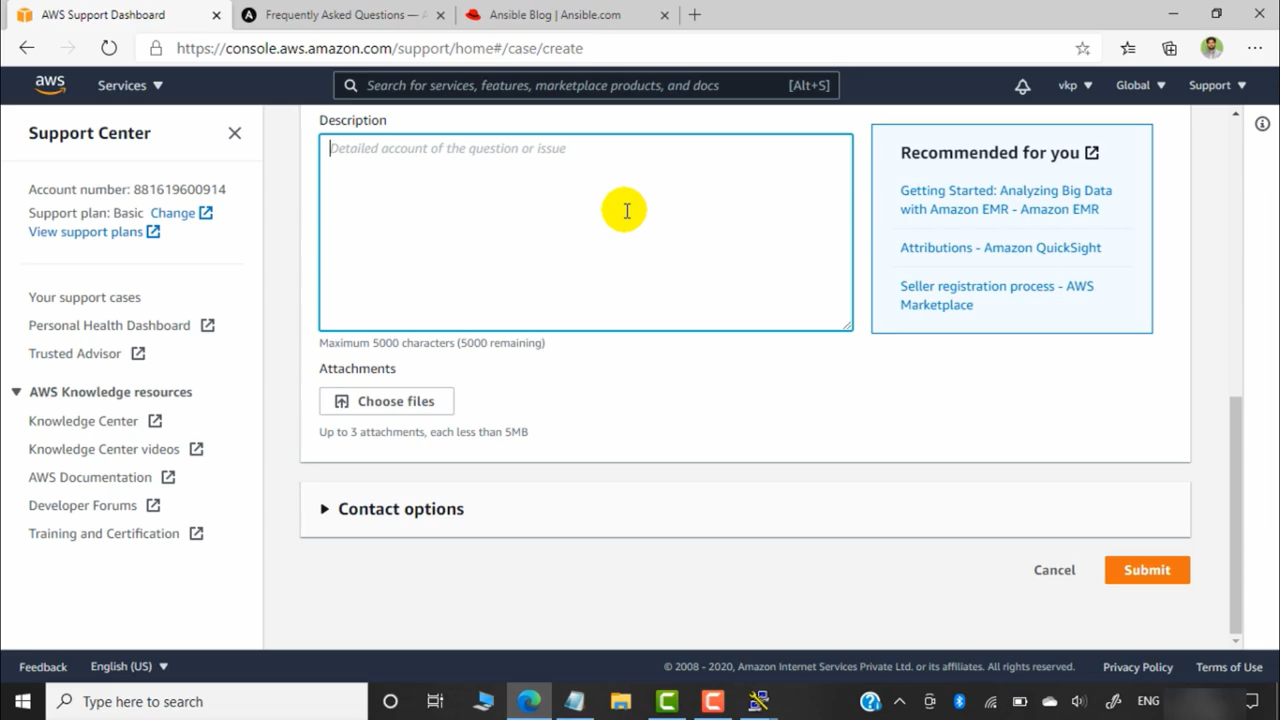 AWS Support Dashboard
Frequently Asked Questions — A
Ansible Blog | Ansible.com
https://console.aws.amazon.com/support/home#/case/create
aws
Services
Search for services, features, marketplace products, and docs
[Alt+S]
vkp
Global
Support
Support Center
Account number: 881619600914
Support plan: Basic Change
View support plans
Your support cases
Personal Health Dashboard
Trusted Advisor
AWS Knowledge resources
Knowledge Center
Knowledge Center videos
AWS Documentation
Developer Forums
Training and Certification
Description
Detailed account of the question or issue
Maximum 5000 characters (5000 remaining)
Attachments
Choose files
Up to 3 attachments, each less than 5MB
Recommended for you
Getting Started: Analyzing Big Data
with Amazon EMR - Amazon EMR
Attributions - Amazon QuickSight
Seller registration process - AWS
Marketplace
Contact options
Cancel
Submit
Feedback
English (US)
© 2008 - 2020, Amazon Internet Services Private Ltd. or its affiliates. All rights reserved.
Privacy Policy
Terms of Use
Type here to search
ENG